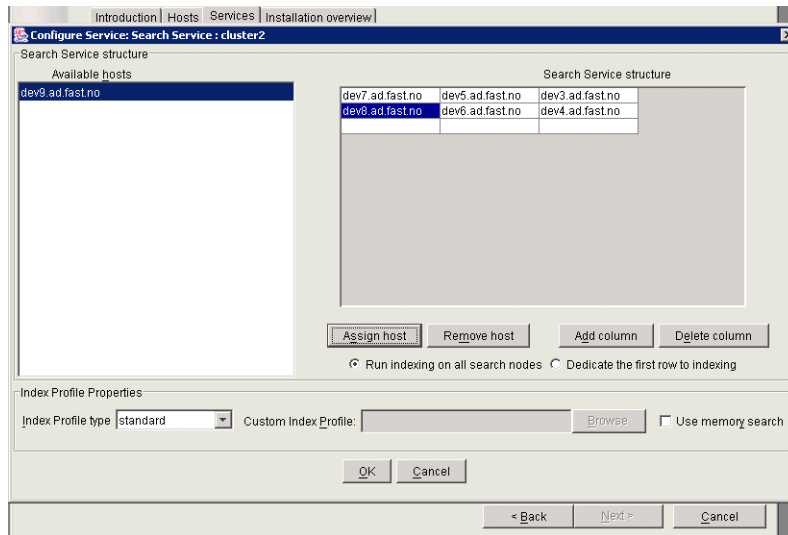 Introduction Hosts Services Installation overview
Configure Service: Search Service : cluster2
Search Service structure
Available hosts
Search Service structure
dev9.ad.fast.no
dev7.ad.fast.no dev5.ad.fast.no dev3.ad.fast.no
dev8.ad.fast.no dev6.ad.fast.no dev4.ad.fast.no
Assign host Remove host Add column Delete column
Run indexing on all search nodes Dedicate the first row to indexing
Index Profile Properties
Index Profile type standard Custom Index Profile: Browse Use memory search
OK Cancel
< Back Next > Cancel